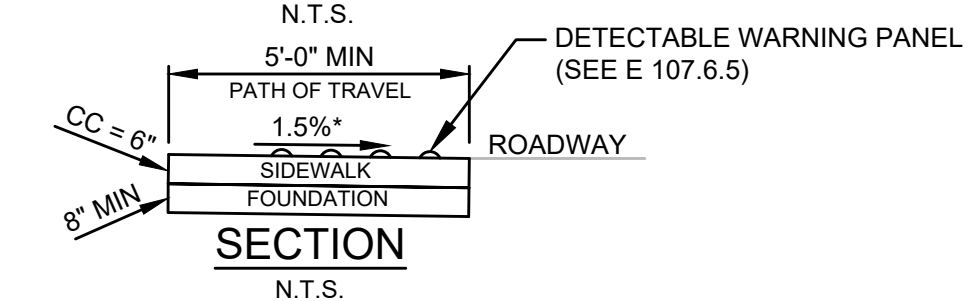 N.T.S.
5'-0" MIN
PATH OF TRAVEL
DETECTABLE WARNING PANEL
(SEE E 107.6.5)
CC = 6"
1.5%*
ROADWAY
SIDEWALK
FOUNDATION
8" MIN
SECTION
N.T.S.